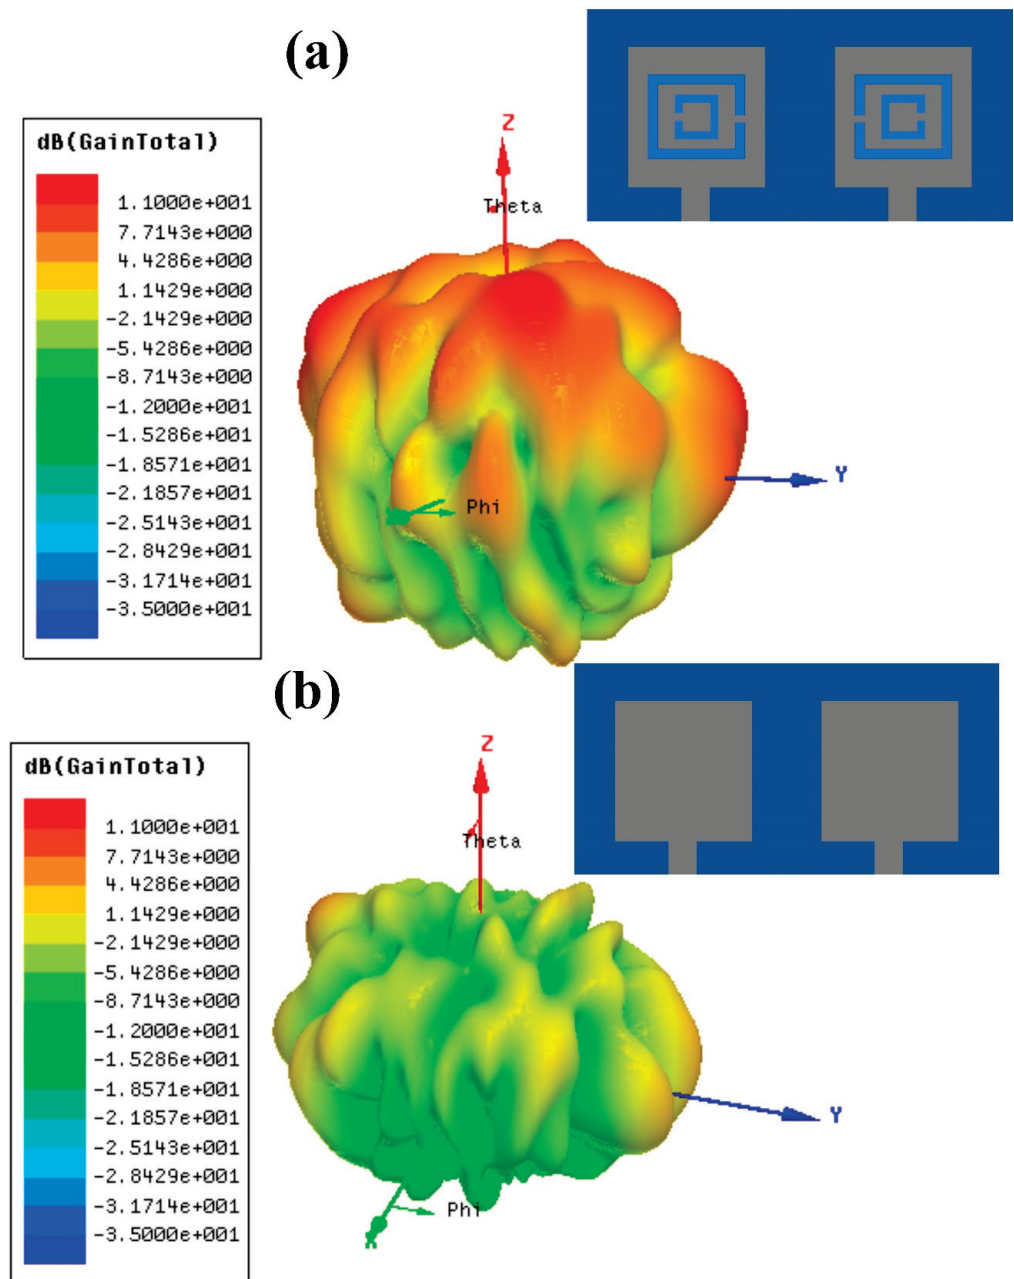 (a)
dB(GainTotal)
1.1000e+001
7.7143e+000
4.4286e+000
1.1429e+000
-2.1429e+000
-5.4286e+000
-8.7143e+000
-1.2000e+001
-1.5286e+001
-1.8571e+001
-2.1857e+001
-2.5143e+001
-2.8429e+001
-3.1714e+001
-3.5000e+001
Z
Theta
Y
Phi
(b)
dB(GainTotal)
1.1000e+001
7.7143e+000
4.4286e+000
1.1429e+000
-2.1429e+000
-5.4286e+000
-8.7143e+000
-1.2000e+001
-1.5286e+001
-1.8571e+001
-2.1857e+001
-2.5143e+001
-2.8429e+001
-3.1714e+001
-3.5000e+001
Z
Theta
Y
Phi
X